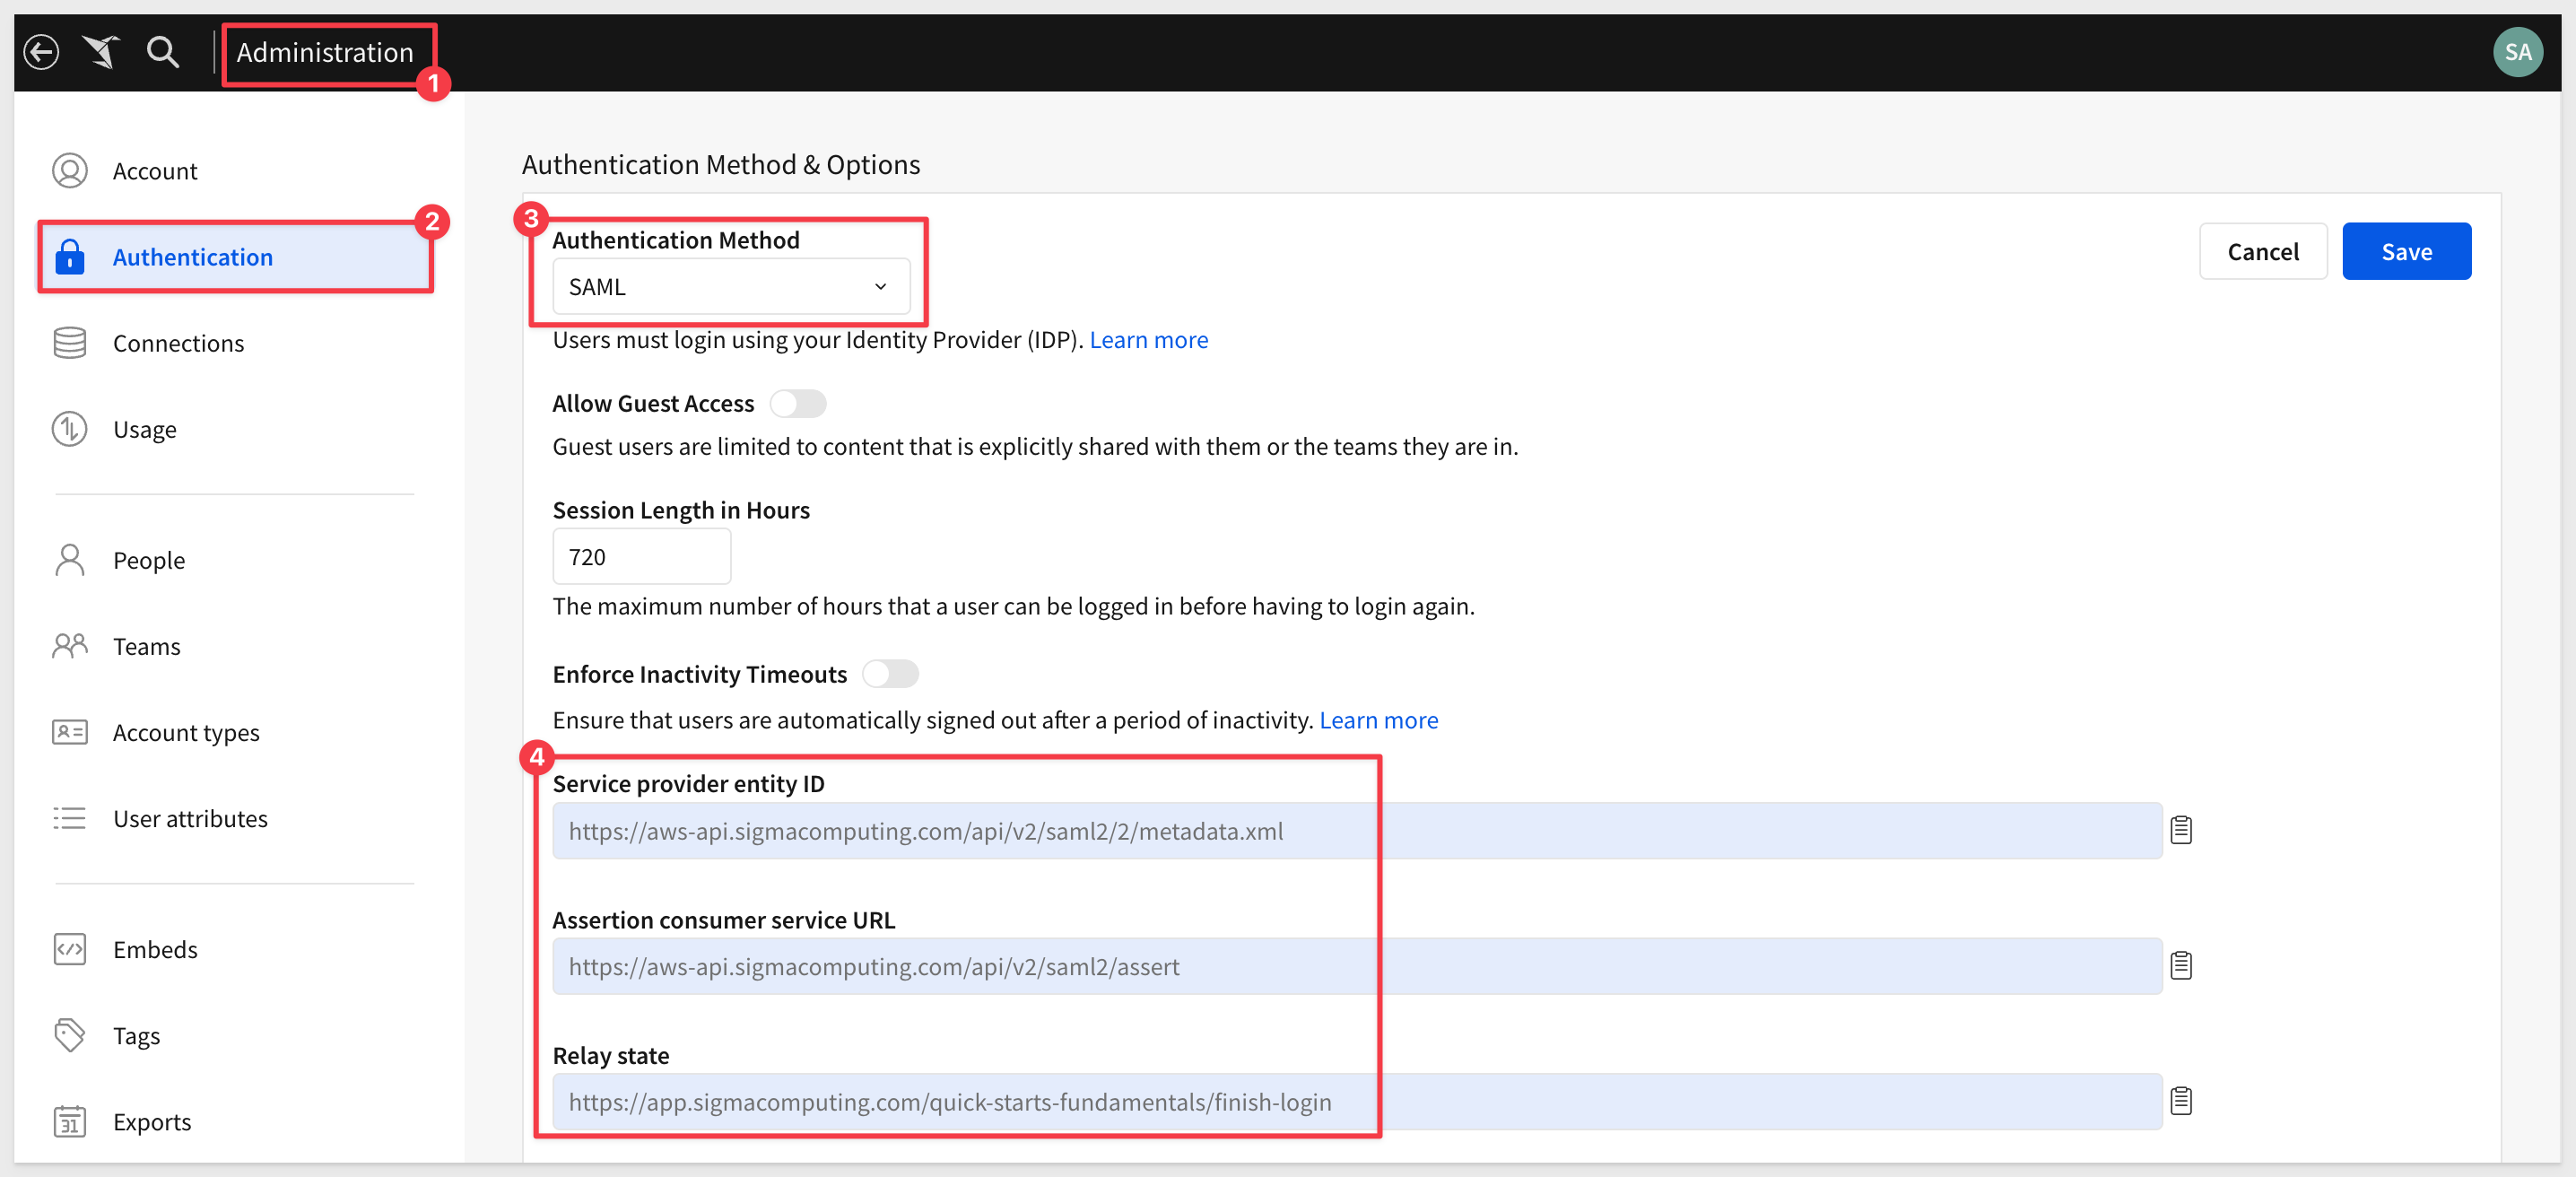 Administration
1
SA
Account
2
Authentication
Connections
Usage
People
Teams
Account types
User attributes
Embeds
Tags
31
Exports
Authentication Method & Options
3
Authentication Method
SAML
Cancel
Save
Users must login using your Identity Provider (IDP). Learn more
Allow Guest Access
Guest users are limited to content that is explicitly shared with them or the teams they are in.
Session Length in Hours
720
The maximum number of hours that a user can be logged in before having to login again.
Enforce Inactivity Timeouts
Ensure that users are automatically signed out after a period of inactivity. Learn more
4
Service provider entity ID
https://aws-api.sigmacomputing.com/api/v2/saml2/2/metadata.xml
Assertion consumer service URL
https://aws-api.sigmacomputing.com/api/v2/saml2/assert
Relay state
https://app.sigmacomputing.com/quick-starts-fundamentals/finish-login